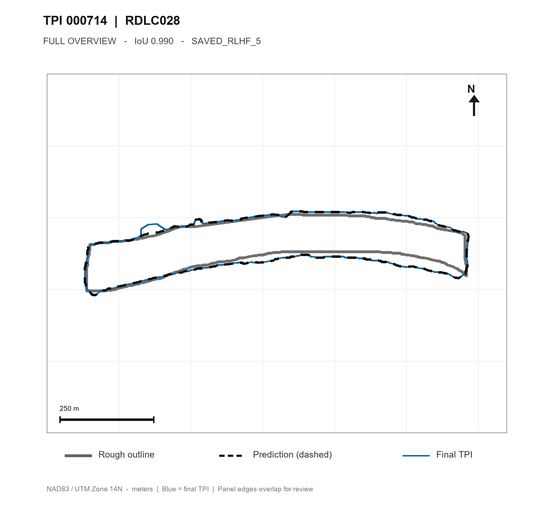 TPI 000714 | RDLC028
FULL OVERVIEW - IoU 0.990 - SAVED_RLHF_5
N
250 m
Rough outline
Prediction (dashed)
Final TPI
NAD83 / UTM Zone 14N - meters | Blue = final TPI | Panel edges overlap for review